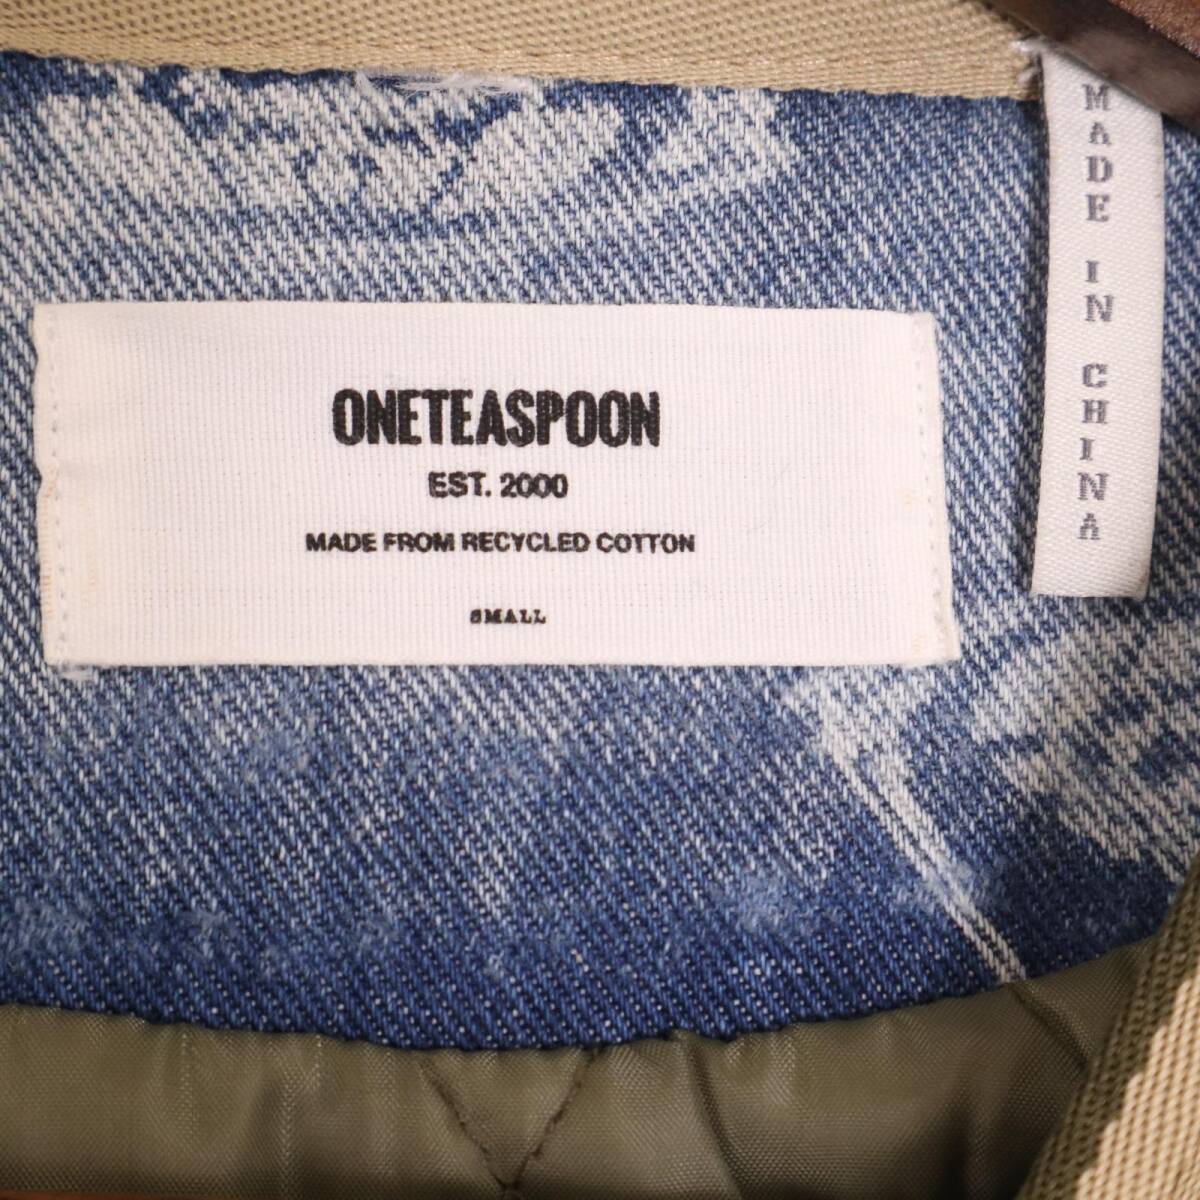 ONETEASPOON
EST. 2000
MADE FROM RECYCLED COTTON
SMALL
MADE IN CHINA